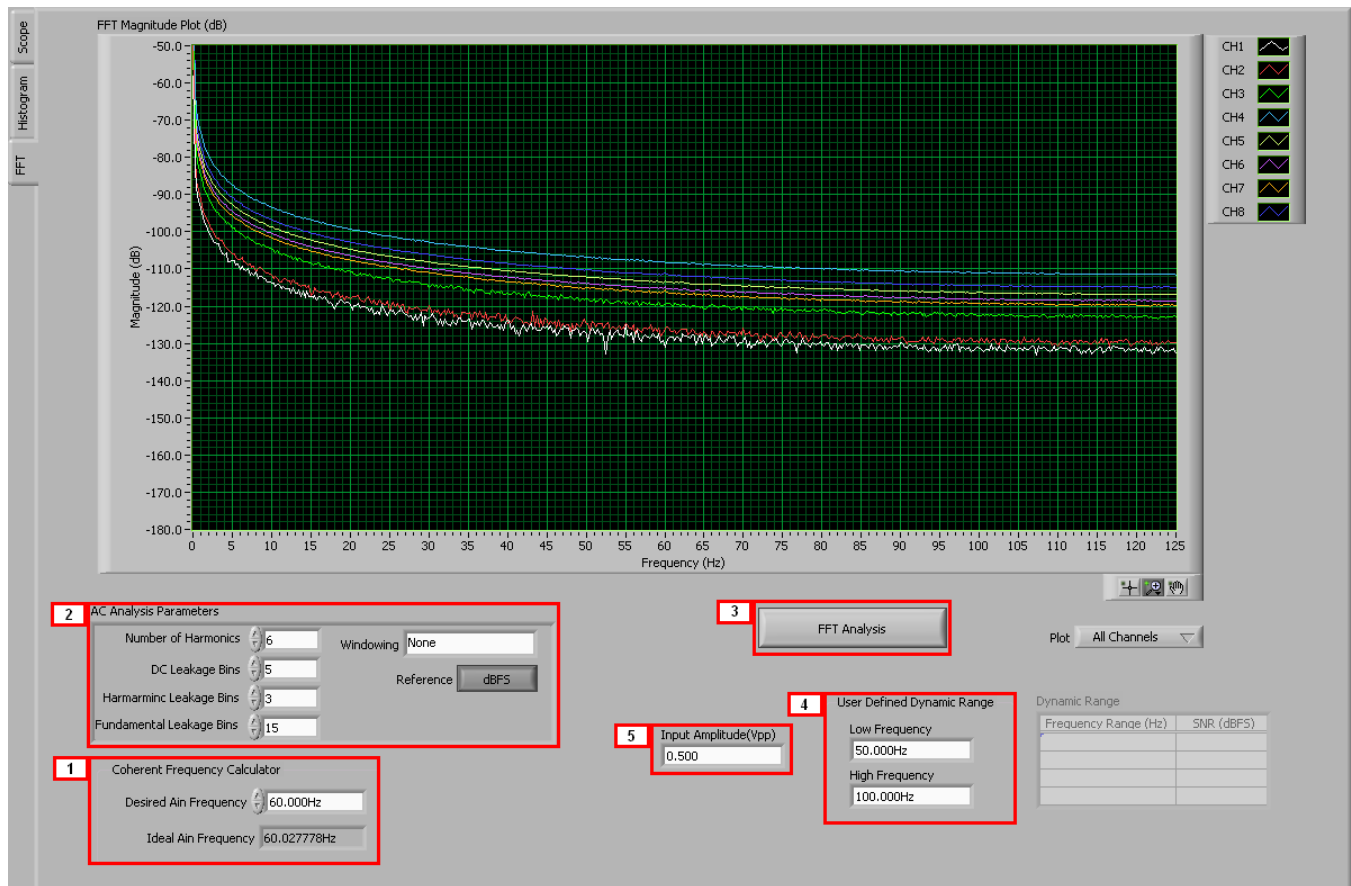 Scope
Histogram
FFT
FFT Magnitude Plot (dB)
-50.0
-60.0
-70.0
-80.0
-90.0
-100.0
-110.0
-120.0
-130.0
-140.0
-150.0
-160.0
-170.0
-180.0
Magnitude (dB)
0 5 10 15 20 25 30 35 40 45 50 55 60 65 70 75 80 85 90 95 100 105 110 115 120 125
Frequency (Hz)
CH1
CH2
CH3
CH4
CH5
CH6
CH7
CH8
2 AC Analysis Parameters
Number of Harmonics 6
DC Leakage Bins 5
Harmarminc Leakage Bins 3
Fundamental Leakage Bins 15
Windowing None
Reference dBFS
3 FFT Analysis
Plot All Channels
1 Coherent Frequency Calculator
Desired Ain Frequency 60.000Hz
Ideal Ain Frequency 60.027778Hz
5 Input Amplitude(Vpp)
0.500
4 User Defined Dynamic Range
Low Frequency
50.000Hz
High Frequency
100.000Hz
Dynamic Range
Frequency Range (Hz) SNR (dBFS)